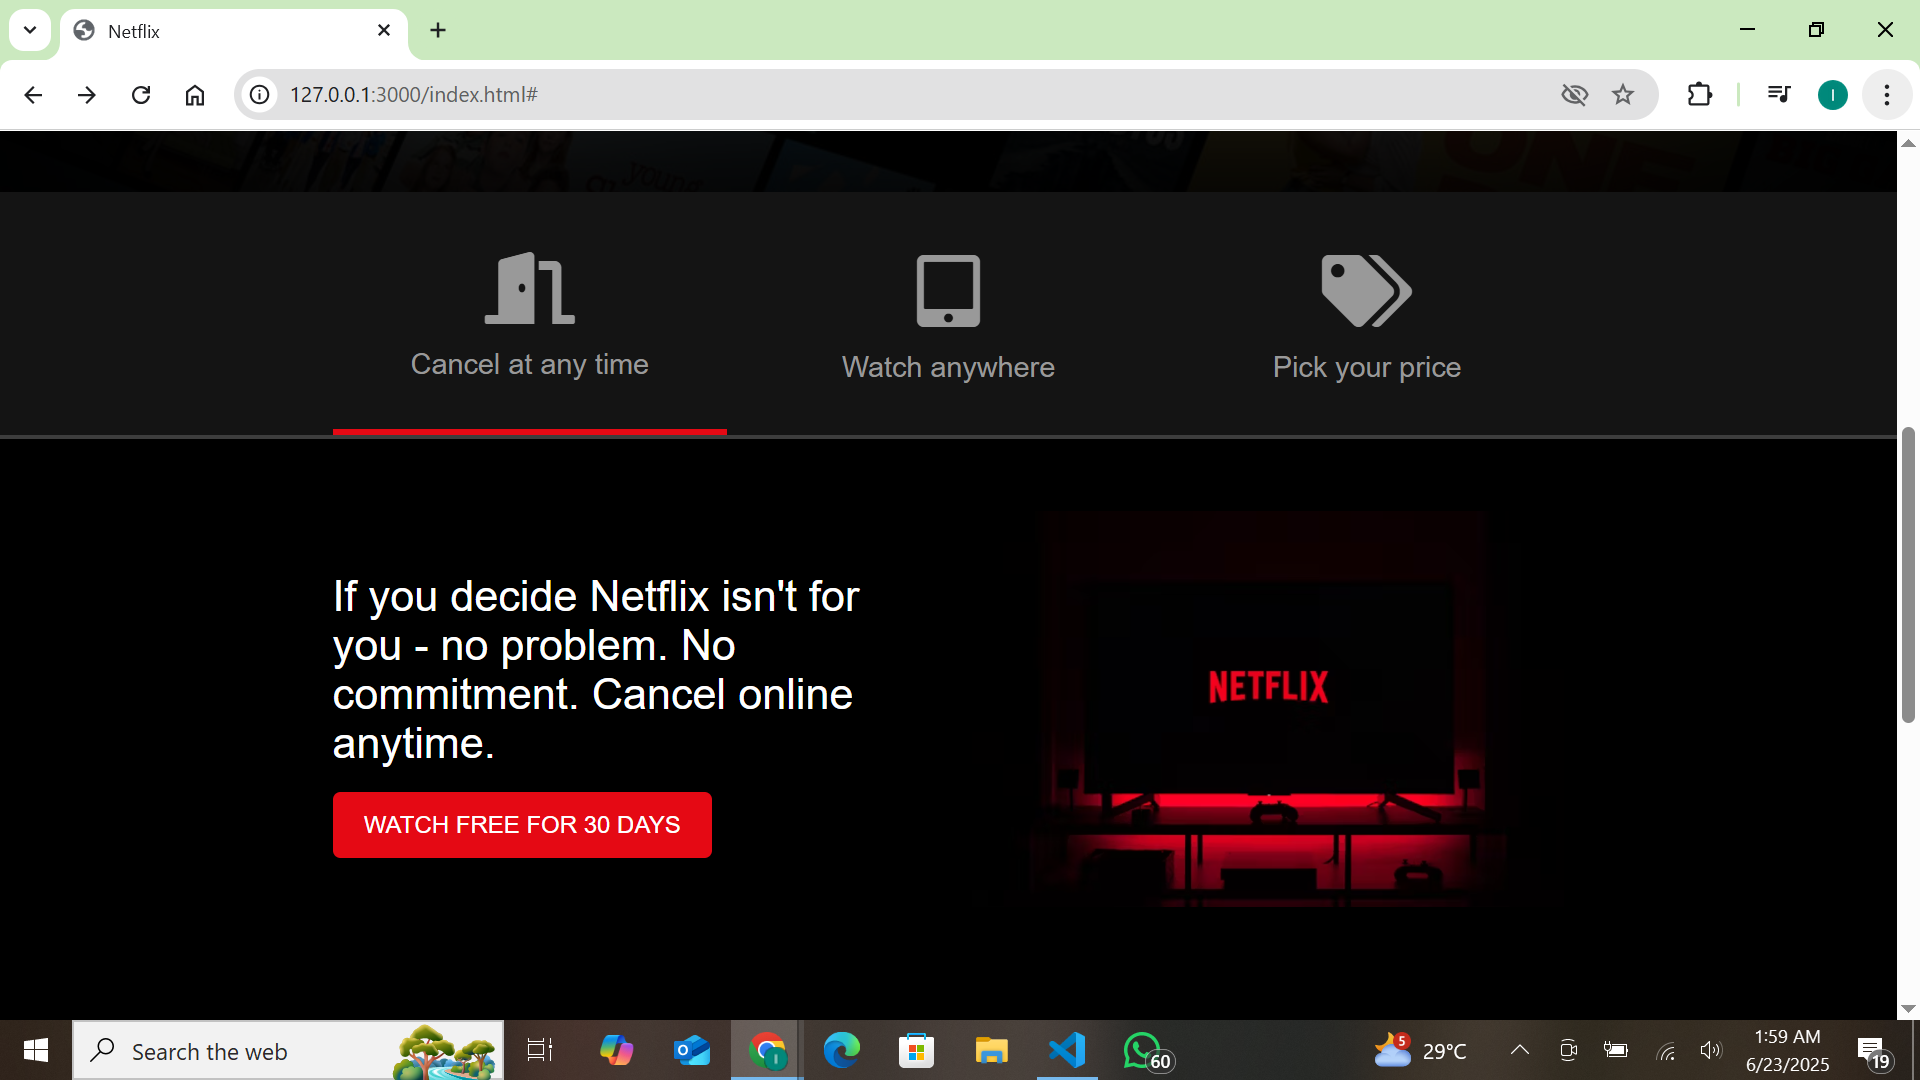 Netflix
127.0.0.1:3000/index.html#
I
young
ONE
Cancel at any time
Watch anywhere
Pick your price
If you decide Netflix isn't for
you - no problem. No
commitment. Cancel online
anytime.
NETFLIX
WATCH FREE FOR 30 DAYS
Search the web
I
60
5
29°C
1:59 AM
6/23/2025
19